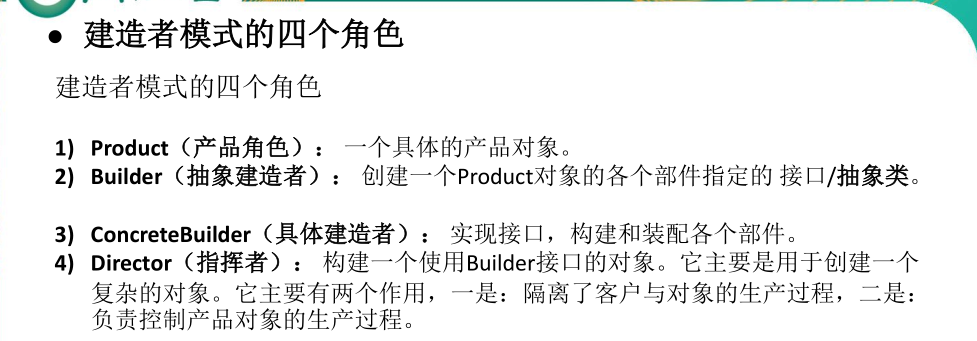 ● 建造者模式的四个角色
建造者模式的四个角色
1) Product（产品角色）： 一个具体的产品对象。
2) Builder（抽象建造者）： 创建一个Product对象的各个部件指定的 接口/抽象类。
3) ConcreteBuilder（具体建造者）： 实现接口，构建和装配各个部件。
4) Director（指挥者）： 构建一个使用Builder接口的对象。它主要是用于创建一个
复杂的对象。它主要有两个作用，一是：隔离了客户与对象的生产过程，二是：
负责控制产品对象的生产过程。